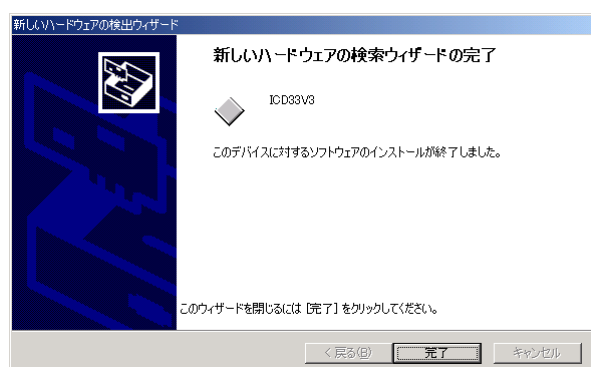 新しいハードウェアの検出ウィザード
新しいハードウェアの検索ウィザードの完了
ICD33V3
このデバイスに対するソフトウェアのインストールが終了しました。
このウィザードを閉じるには [完了] をクリックしてください。
< 戻る(B) 完了 キャンセル